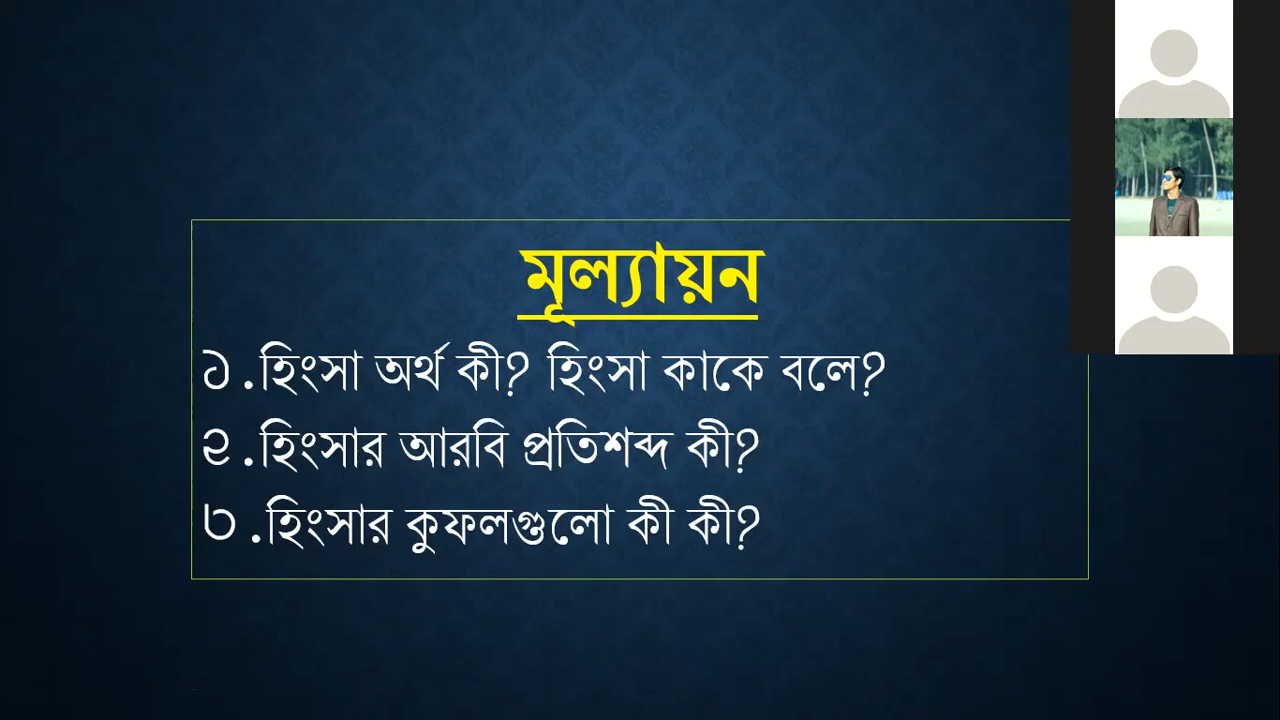 মূল্যায়ন
১.হিংসা অর্থ কী? হিংসা কাকে বলে?
২.হিংসার আরবি প্রতিশব্দ কী?
৩.হিংসার কুফলগুলো কী কী?